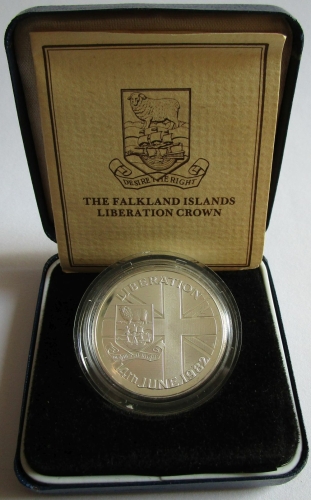 DESIRE THE RIGHT
THE FALKLAND ISLANDS
LIBERATION CROWN
LIBERATION
14TH JUNE 1982